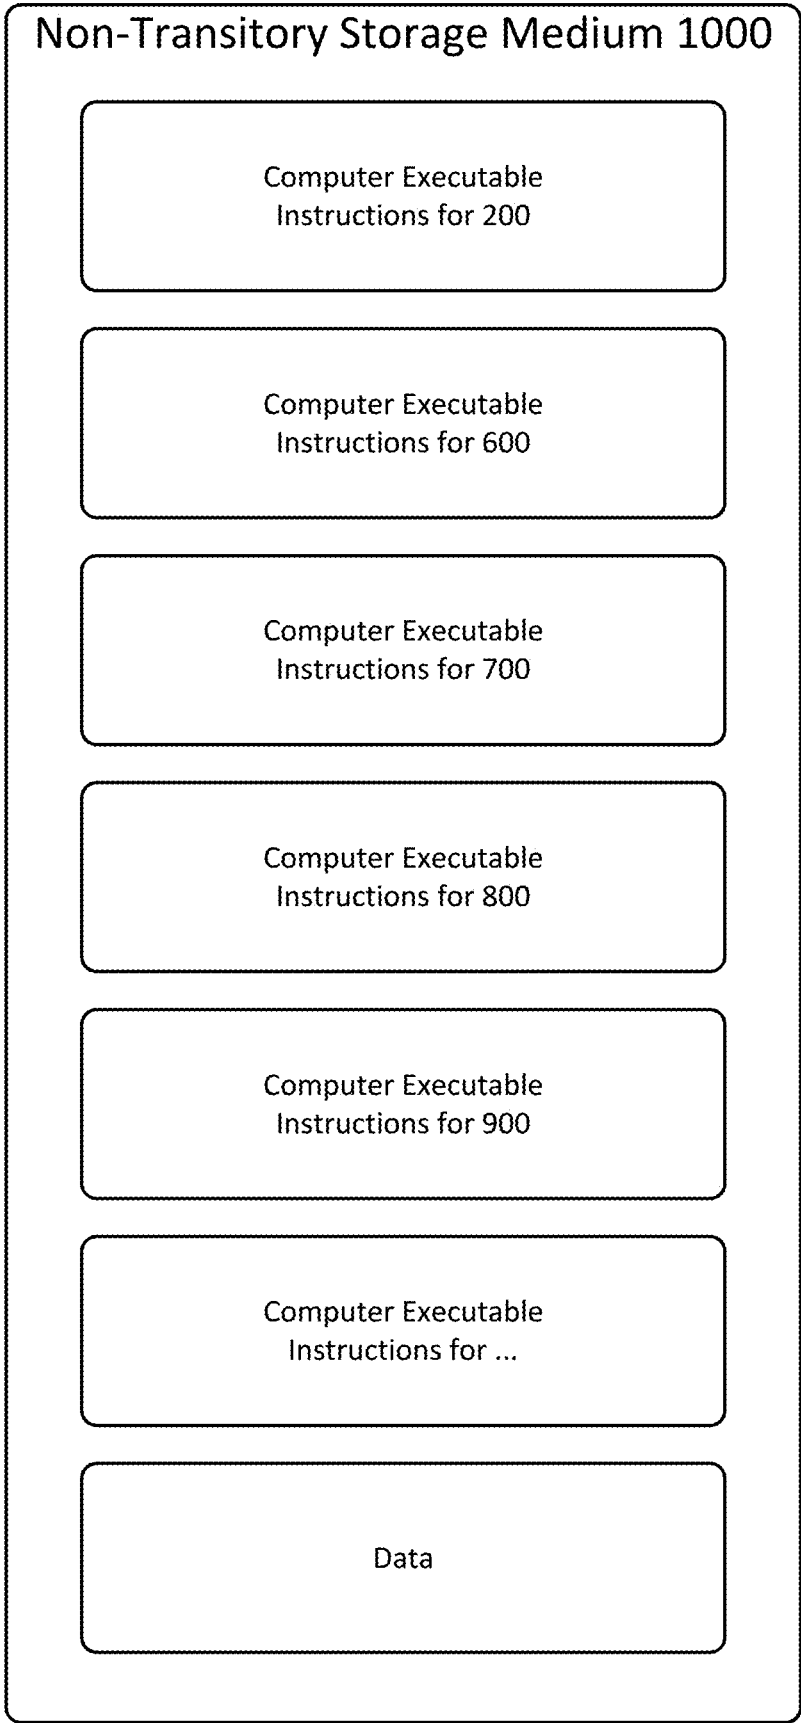 Non-Transitory Storage Medium 1000
Computer Executable
Instructions for 200
Computer Executable
Instructions for 600
Computer Executable
Instructions for 700
Computer Executable
Instructions for 800
Computer Executable
Instructions for 900
Computer Executable
Instructions for ...
Data